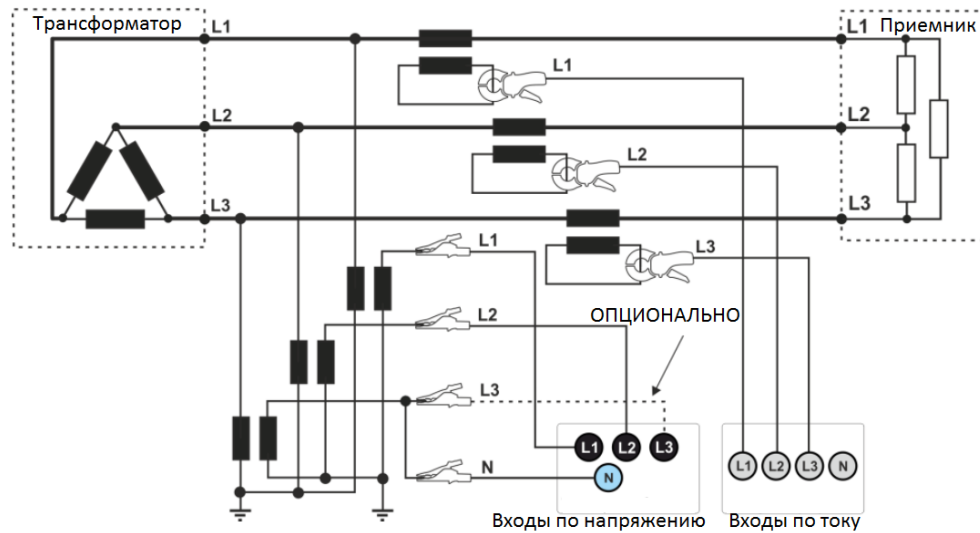 Трансформатор
L1
L1
Приемник
L1
L2
L2
L2
L3
L3
L3
L1
L2
ОПЦИОНАЛЬНО
L3
N
L1
L2
L3
N
L1
L2
L3
N
Входы по напряжению
Входы по току